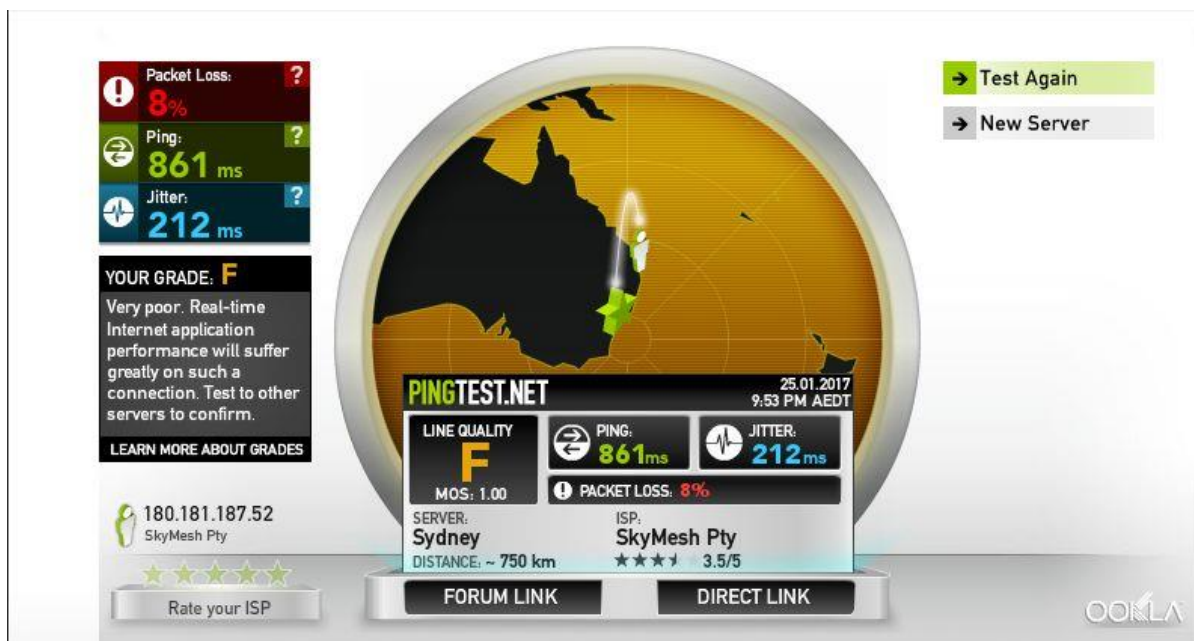 Packet Loss: ?
8%
Ping: ?
861 ms
Jitter: ?
212 ms
YOUR GRADE: F
Very poor. Real-time
Internet application
performance will suffer
greatly on such a
connection. Test to other
servers to confirm.
LEARN MORE ABOUT GRADES
180.181.187.52
SkyMesh Pty
Rate your ISP
Test Again
New Server
PINGTEST.NET
25.01.2017
9:53 PM AEDT
LINE QUALITY
F
MOS: 1.00
PING:
861ms
JITTER:
212 ms
PACKET LOSS: 8%
SERVER:
Sydney
DISTANCE: ~ 750 km
ISP:
SkyMesh Pty
3.5/5
FORUM LINK
DIRECT LINK
OOKLA